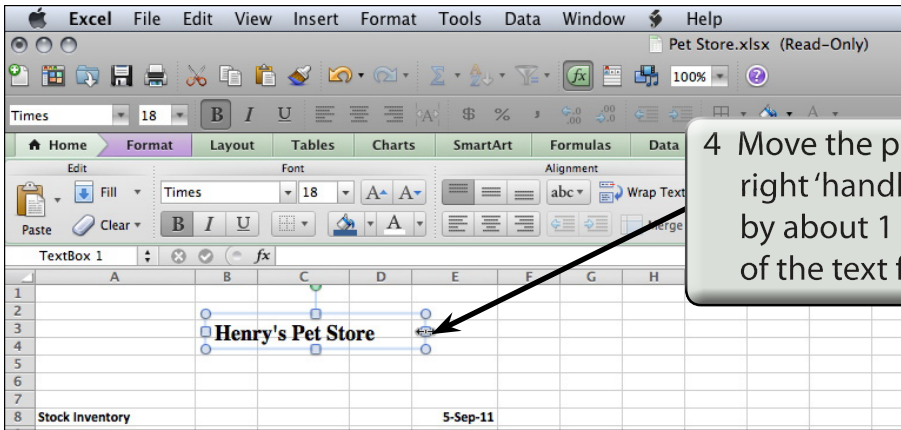 Excel File Edit View Insert Format Tools Data Window Help
Pet Store.xlsx (Read-Only)
100%
Times 18 B I U $ % , .00
Home Format Layout Tables Charts SmartArt Formulas Data
Edit Font Alignment
Fill Times 18 A A abc Wrap Text
Paste Clear B I U A Merge
TextBox 1 fx
A B C D E F G H
1
2
3 Henry's Pet Store
4
5
6
7
8 Stock Inventory 5-Sep-11
4 Move the p
right 'handl
by about 1
of the text f